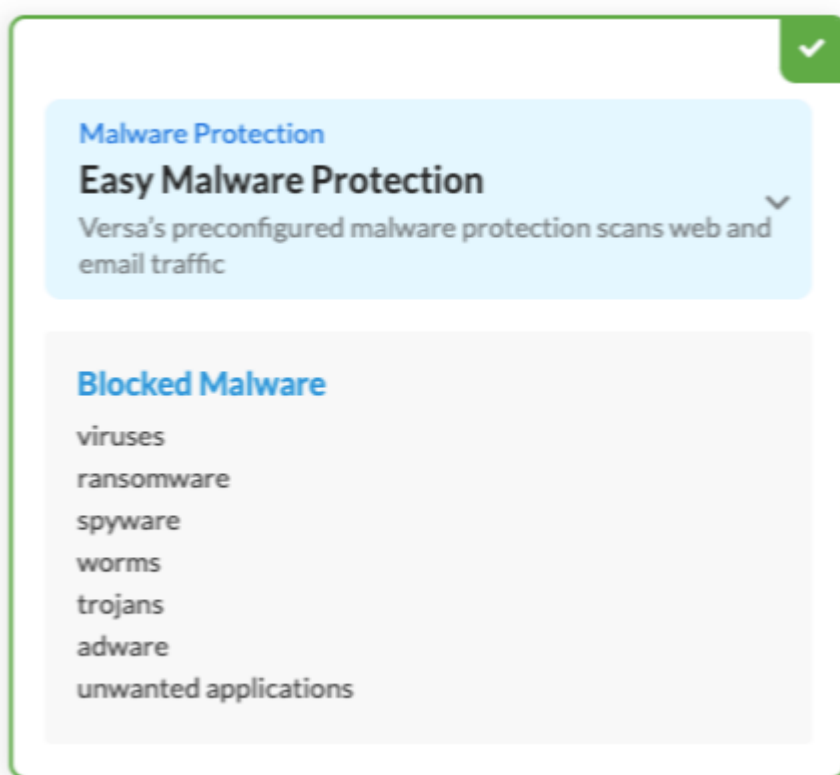 Malware Protection
Easy Malware Protection
Versa's preconfigured malware protection scans web and
email traffic
Blocked Malware
viruses
ransomware
spyware
worms
trojans
adware
unwanted applications